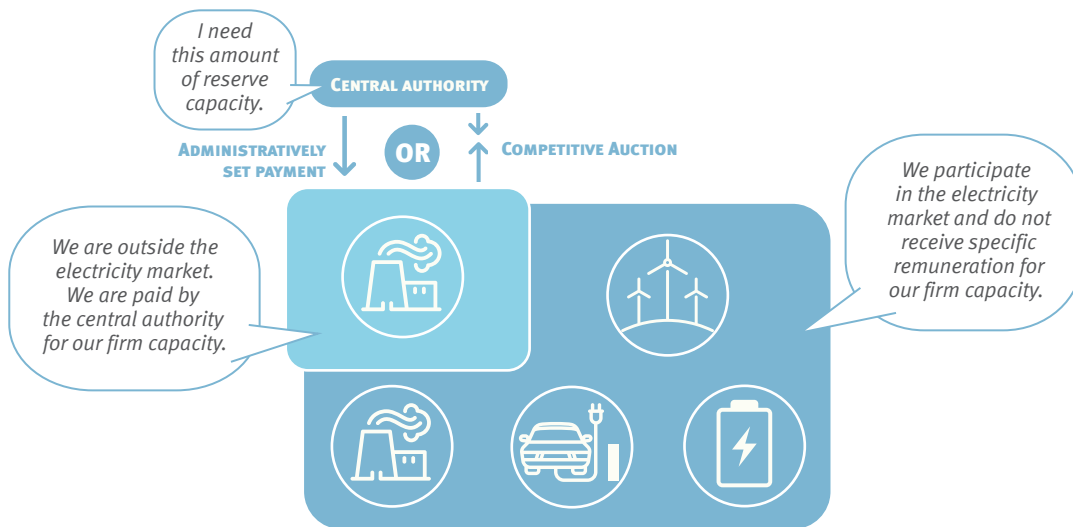 I need
this amount
of reserve
capacity.
CENTRAL AUTHORITY
ADMINISTRATIVELY
SET PAYMENT
OR
COMPETITIVE AUCTION
We are outside the
electricity market.
We are paid by
the central authority
for our firm capacity.
We participate
in the electricity
market and do not
receive specific
remuneration for
our firm capacity.